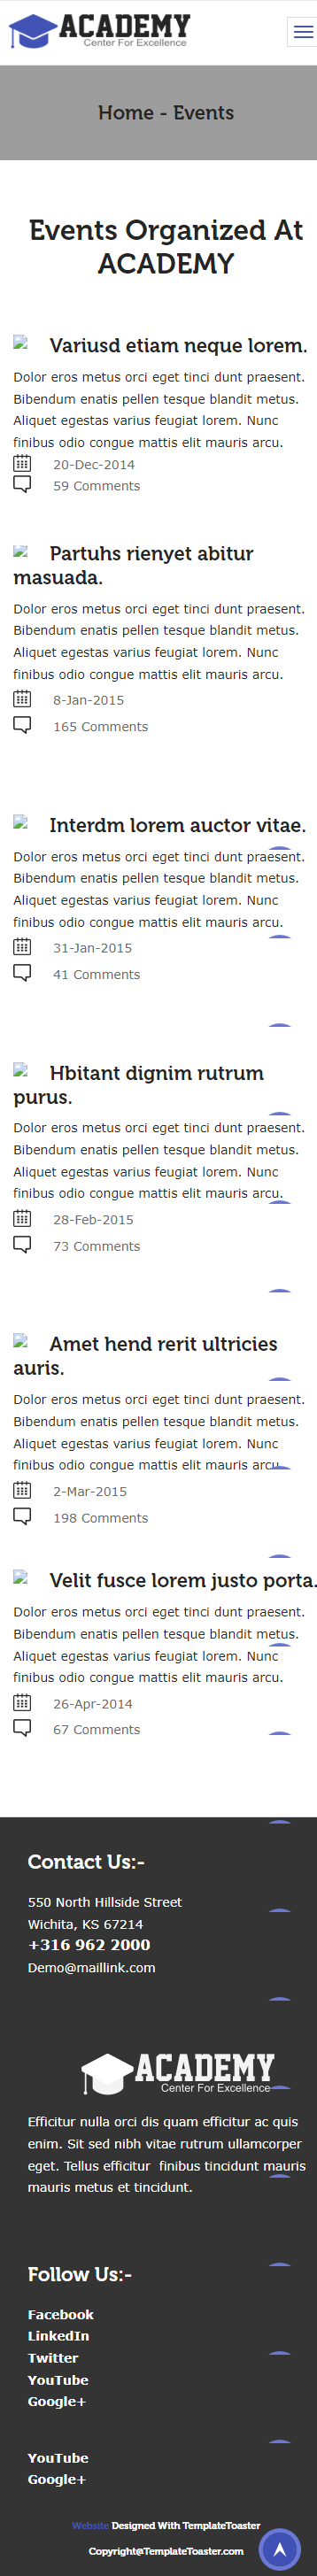 ACADEMY
Center For Excellence
Home - Events
Events Organized At
ACADEMY
Variusd etiam neque lorem.
Dolor eros metus orci eget tinci dunt praesent.
Bibendum enatis pellen tesque blandit metus.
Aliquet egestas varius feugiat lorem. Nunc
finibus odio congue mattis elit mauris arcu.
20-Dec-2014
59 Comments
Partuhs rienyet abitur
masuada.
Dolor eros metus orci eget tinci dunt praesent.
Bibendum enatis pellen tesque blandit metus.
Aliquet egestas varius feugiat lorem. Nunc
finibus odio congue mattis elit mauris arcu.
8-Jan-2015
165 Comments
Interdm lorem auctor vitae.
Dolor eros metus orci eget tinci dunt praesent.
Bibendum enatis pellen tesque blandit metus.
Aliquet egestas varius feugiat lorem. Nunc
finibus odio congue mattis elit mauris arcu.
31-Jan-2015
41 Comments
Hbitant dignim rutrum
purus.
Dolor eros metus orci eget tinci dunt praesent.
Bibendum enatis pellen tesque blandit metus.
Aliquet egestas varius feugiat lorem. Nunc
finibus odio congue mattis elit mauris arcu.
28-Feb-2015
73 Comments
Amet hend rerit ultricies
auris.
Dolor eros metus orci eget tinci dunt praesent.
Bibendum enatis pellen tesque blandit metus.
Aliquet egestas varius feugiat lorem. Nunc
finibus odio congue mattis elit mauris arcu.
2-Mar-2015
198 Comments
Velit fusce lorem justo porta.
Dolor eros metus orci eget tinci dunt praesent.
Bibendum enatis pellen tesque blandit metus.
Aliquet egestas varius feugiat lorem. Nunc
finibus odio congue mattis elit mauris arcu.
26-Apr-2014
67 Comments
Contact Us:-
550 North Hillside Street
Wichita, KS 67214
+316 962 2000
Demo@maillink.com
ACADEMY
Center For Excellence
Efficitur nulla orci dis quam efficitur ac quis
enim. Sit sed nibh vitae rutrum ullamcorper
eget. Tellus efficitur  finibus tincidunt mauris
mauris metus et tincidunt.
Follow Us:-
Facebook
LinkedIn
Twitter
YouTube
Google+
YouTube
Google+
Website Designed With TemplateToaster
Copyright@TemplateToaster.com